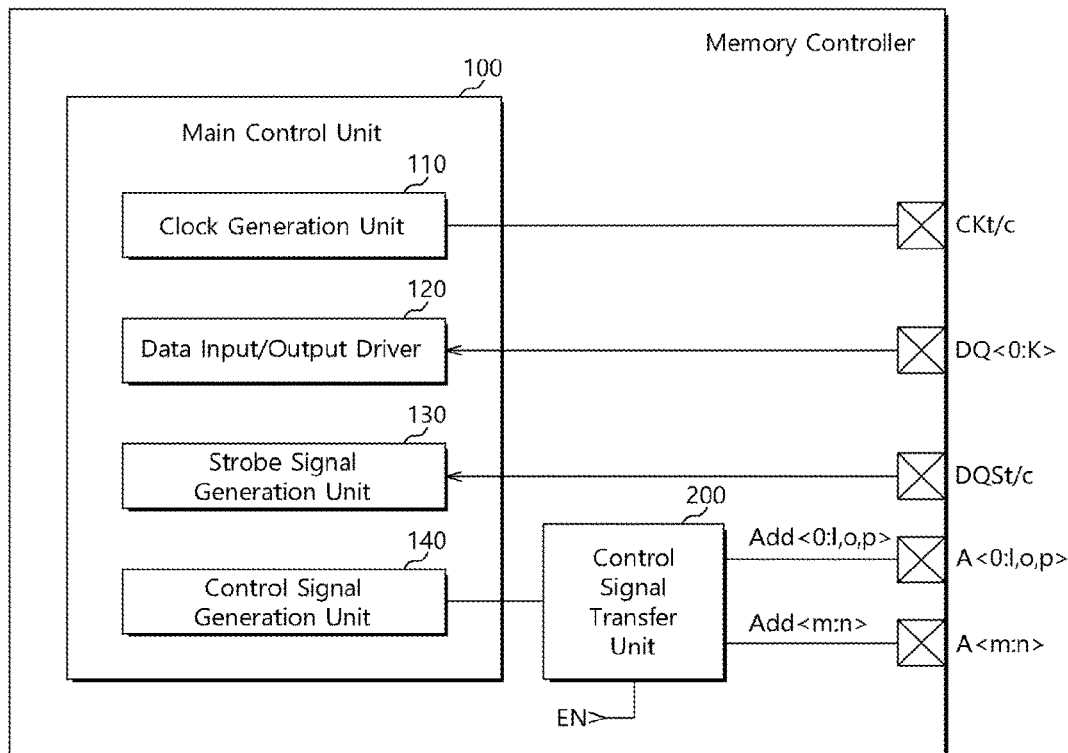 Memory Controller
100
Main Control Unit
110
Clock Generation Unit
CKt/c
120
Data Input/Output Driver
DQ<0:K>
130
Strobe Signal
Generation Unit
DQSt/c
200
Control
Signal
Transfer
Unit
Add<0:l,o,p>
A<0:l,o,p>
140
Control Signal
Generation Unit
Add<m:n>
A<m:n>
EN